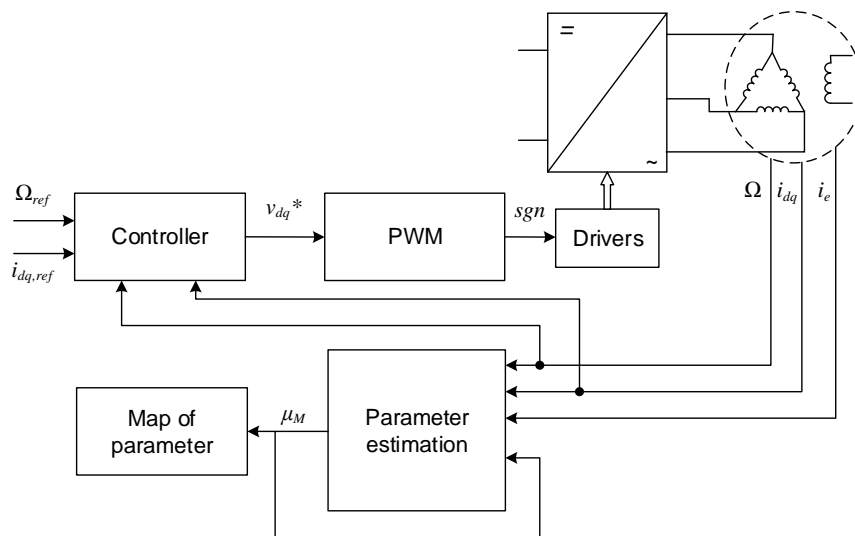 =
~
Ω
i_dq
i_e
Ω_ref
i_dq,ref
Controller
v_dq*
PWM
sgn
Drivers
Map of
parameter
μ_M
Parameter
estimation